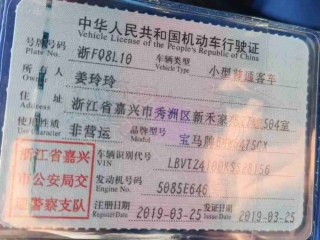 中华人民共和国机动车行驶证
Vehicle License of the People's Republic of China
号牌号码 Plate No. 浙FQ8L10 车辆类型 Vehicle Type 小型普通客车
所有人 Owner 姜玲玲
住址 Address 浙江省嘉兴市秀洲区新禾家 504室
使用性质 Use Character 非营运 品牌型号 Model 宝马牌
浙江省嘉兴市公安局交通警察支队
车辆识别代号 VIN
发动机号码 Engine No. 5085E646
注册日期 Register Date 2019-03-25 发证日期 Issue Date 2019-03-25